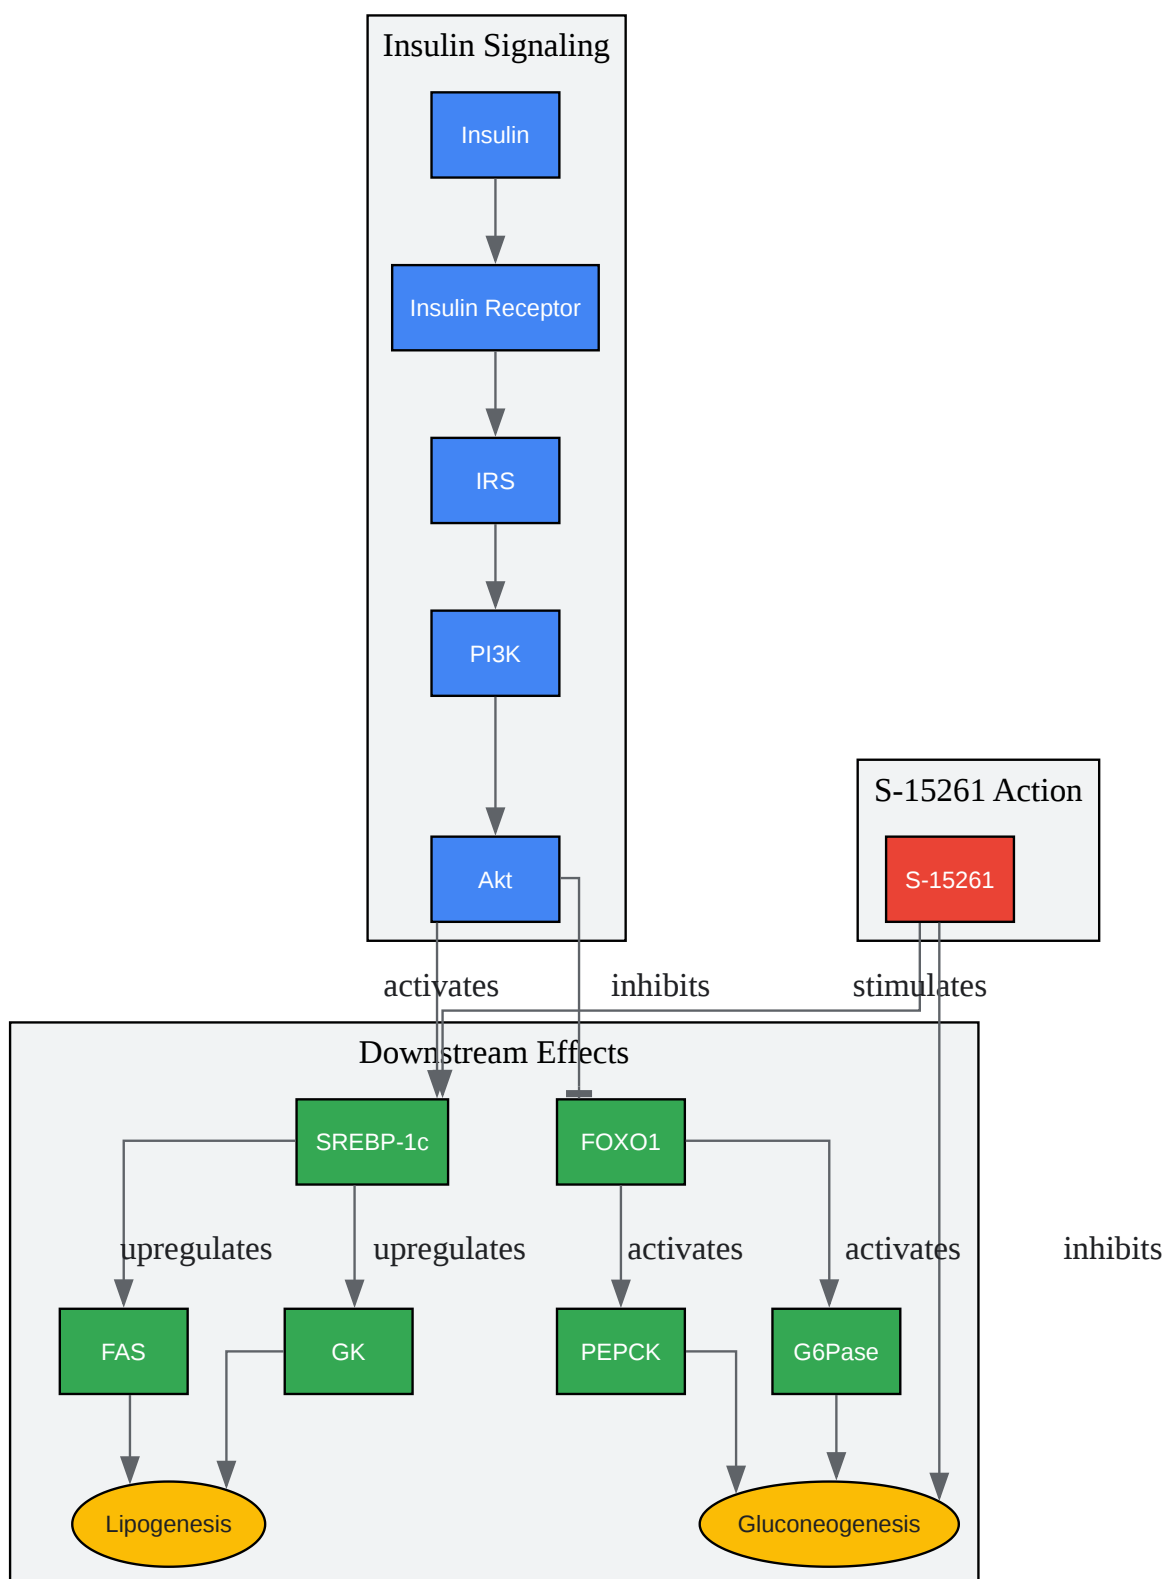 Insulin Signaling
Insulin
Insulin Receptor
IRS
PI3K
S-15261 Action
Akt
S-15261
activates
inhibits
stimulates
Downstream Effects
SREBP-1c
FOXO1
upregulates
upregulates
activates
activates
inhibits
FAS
GK
PEPCK
G6Pase
Lipogenesis
Gluconeogenesis